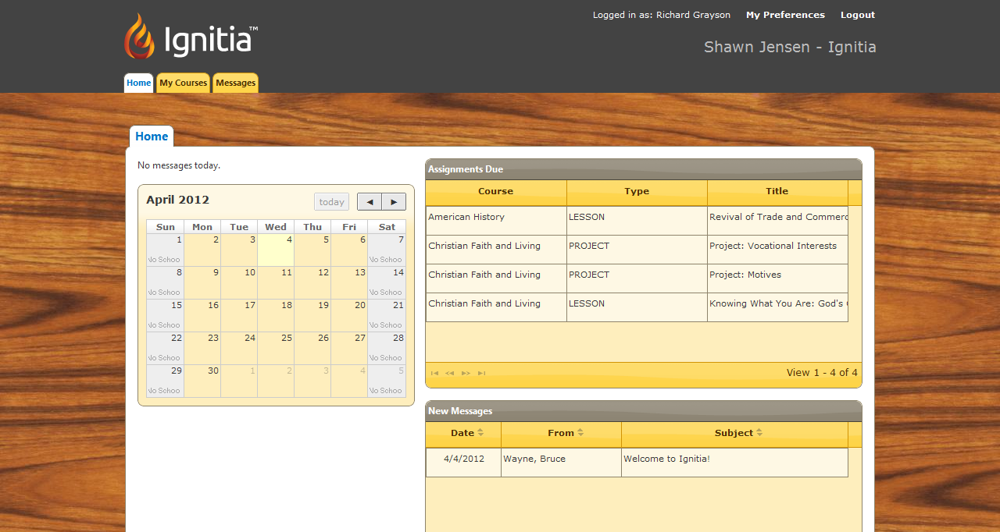 Logged in as: Richard Grayson My Preferences Logout
Ignitia™
Shawn Jensen - Ignitia
Home My Courses Messages
Home
No messages today.
April 2012 today
Sun Mon Tue Wed Thu Fri Sat
1 2 3 4 5 6 7
No Schoo No Schoo
8 9 10 11 12 13 14
No Schoo No Schoo
15 16 17 18 19 20 21
No Schoo No Schoo
22 23 24 25 26 27 28
No Schoo No Schoo
29 30 1 2 3 4 5
No Schoo No Schoo
Assignments Due
Course Type Title
American History LESSON Revival of Trade and Commerc
Christian Faith and Living PROJECT Project: Vocational Interests
Christian Faith and Living PROJECT Project: Motives
Christian Faith and Living LESSON Knowing What You Are: God's
View 1 - 4 of 4
New Messages
Date From Subject
4/4/2012 Wayne, Bruce Welcome to Ignitia!